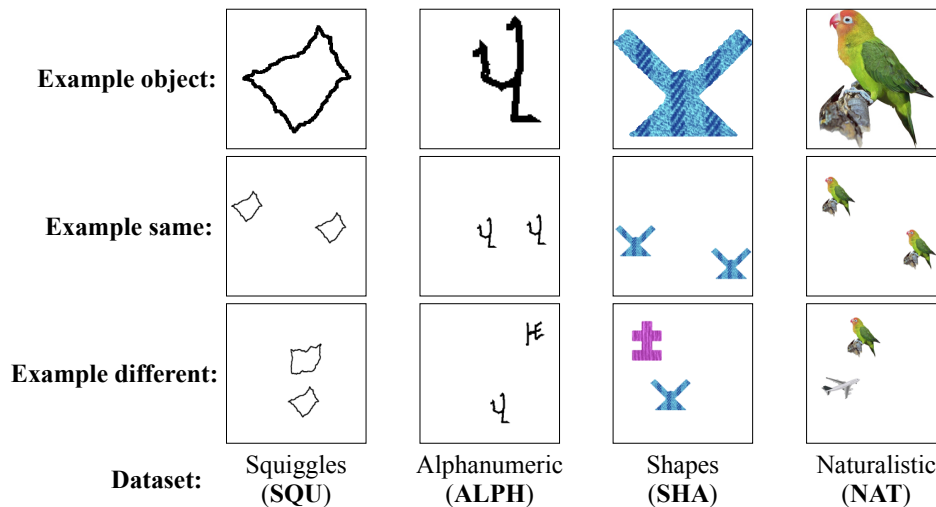 Example object:
Example same:
Example different:
Dataset:
Squiggles
(SQU)
Alphanumeric
(ALPH)
Shapes
(SHA)
Naturalistic
(NAT)